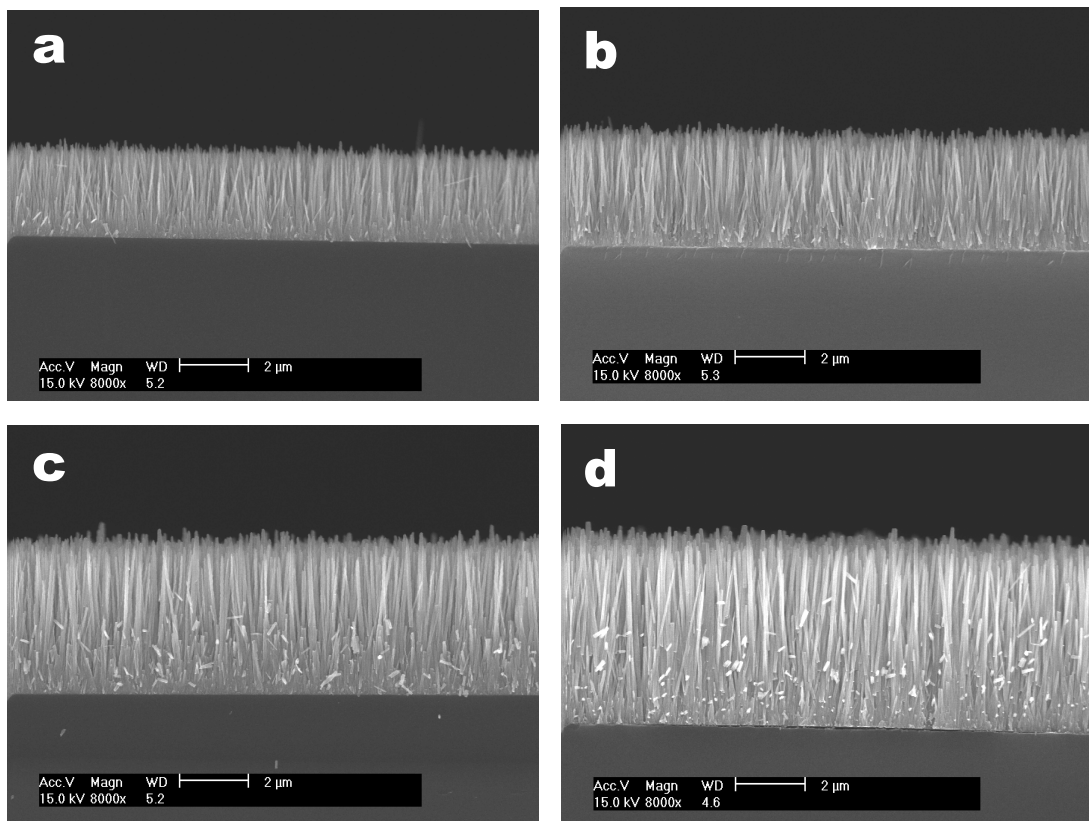 a
Acc.V Magn WD 2 µm
15.0 kV 8000x 5.2
b
Acc.V Magn WD 2 µm
15.0 kV 8000x 5.3
c
Acc.V Magn WD 2 µm
15.0 kV 8000x 5.2
d
Acc.V Magn WD 2 µm
15.0 kV 8000x 4.6